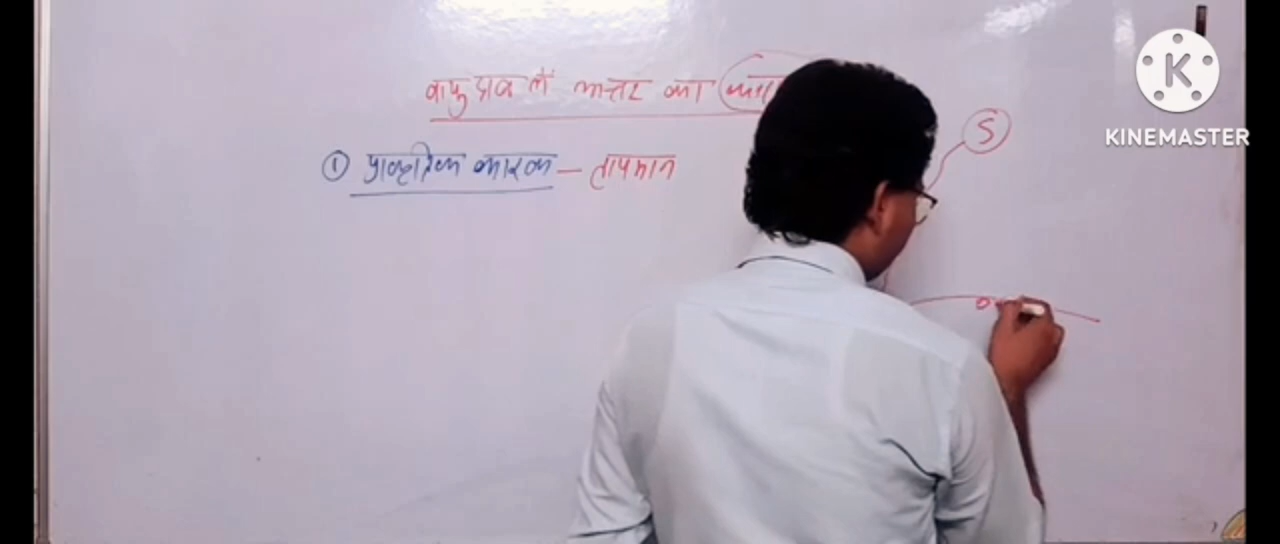 वायु दाब में अन्तर का
① प्राकृतिक कारक — तापमान
S
K
KINEMASTER